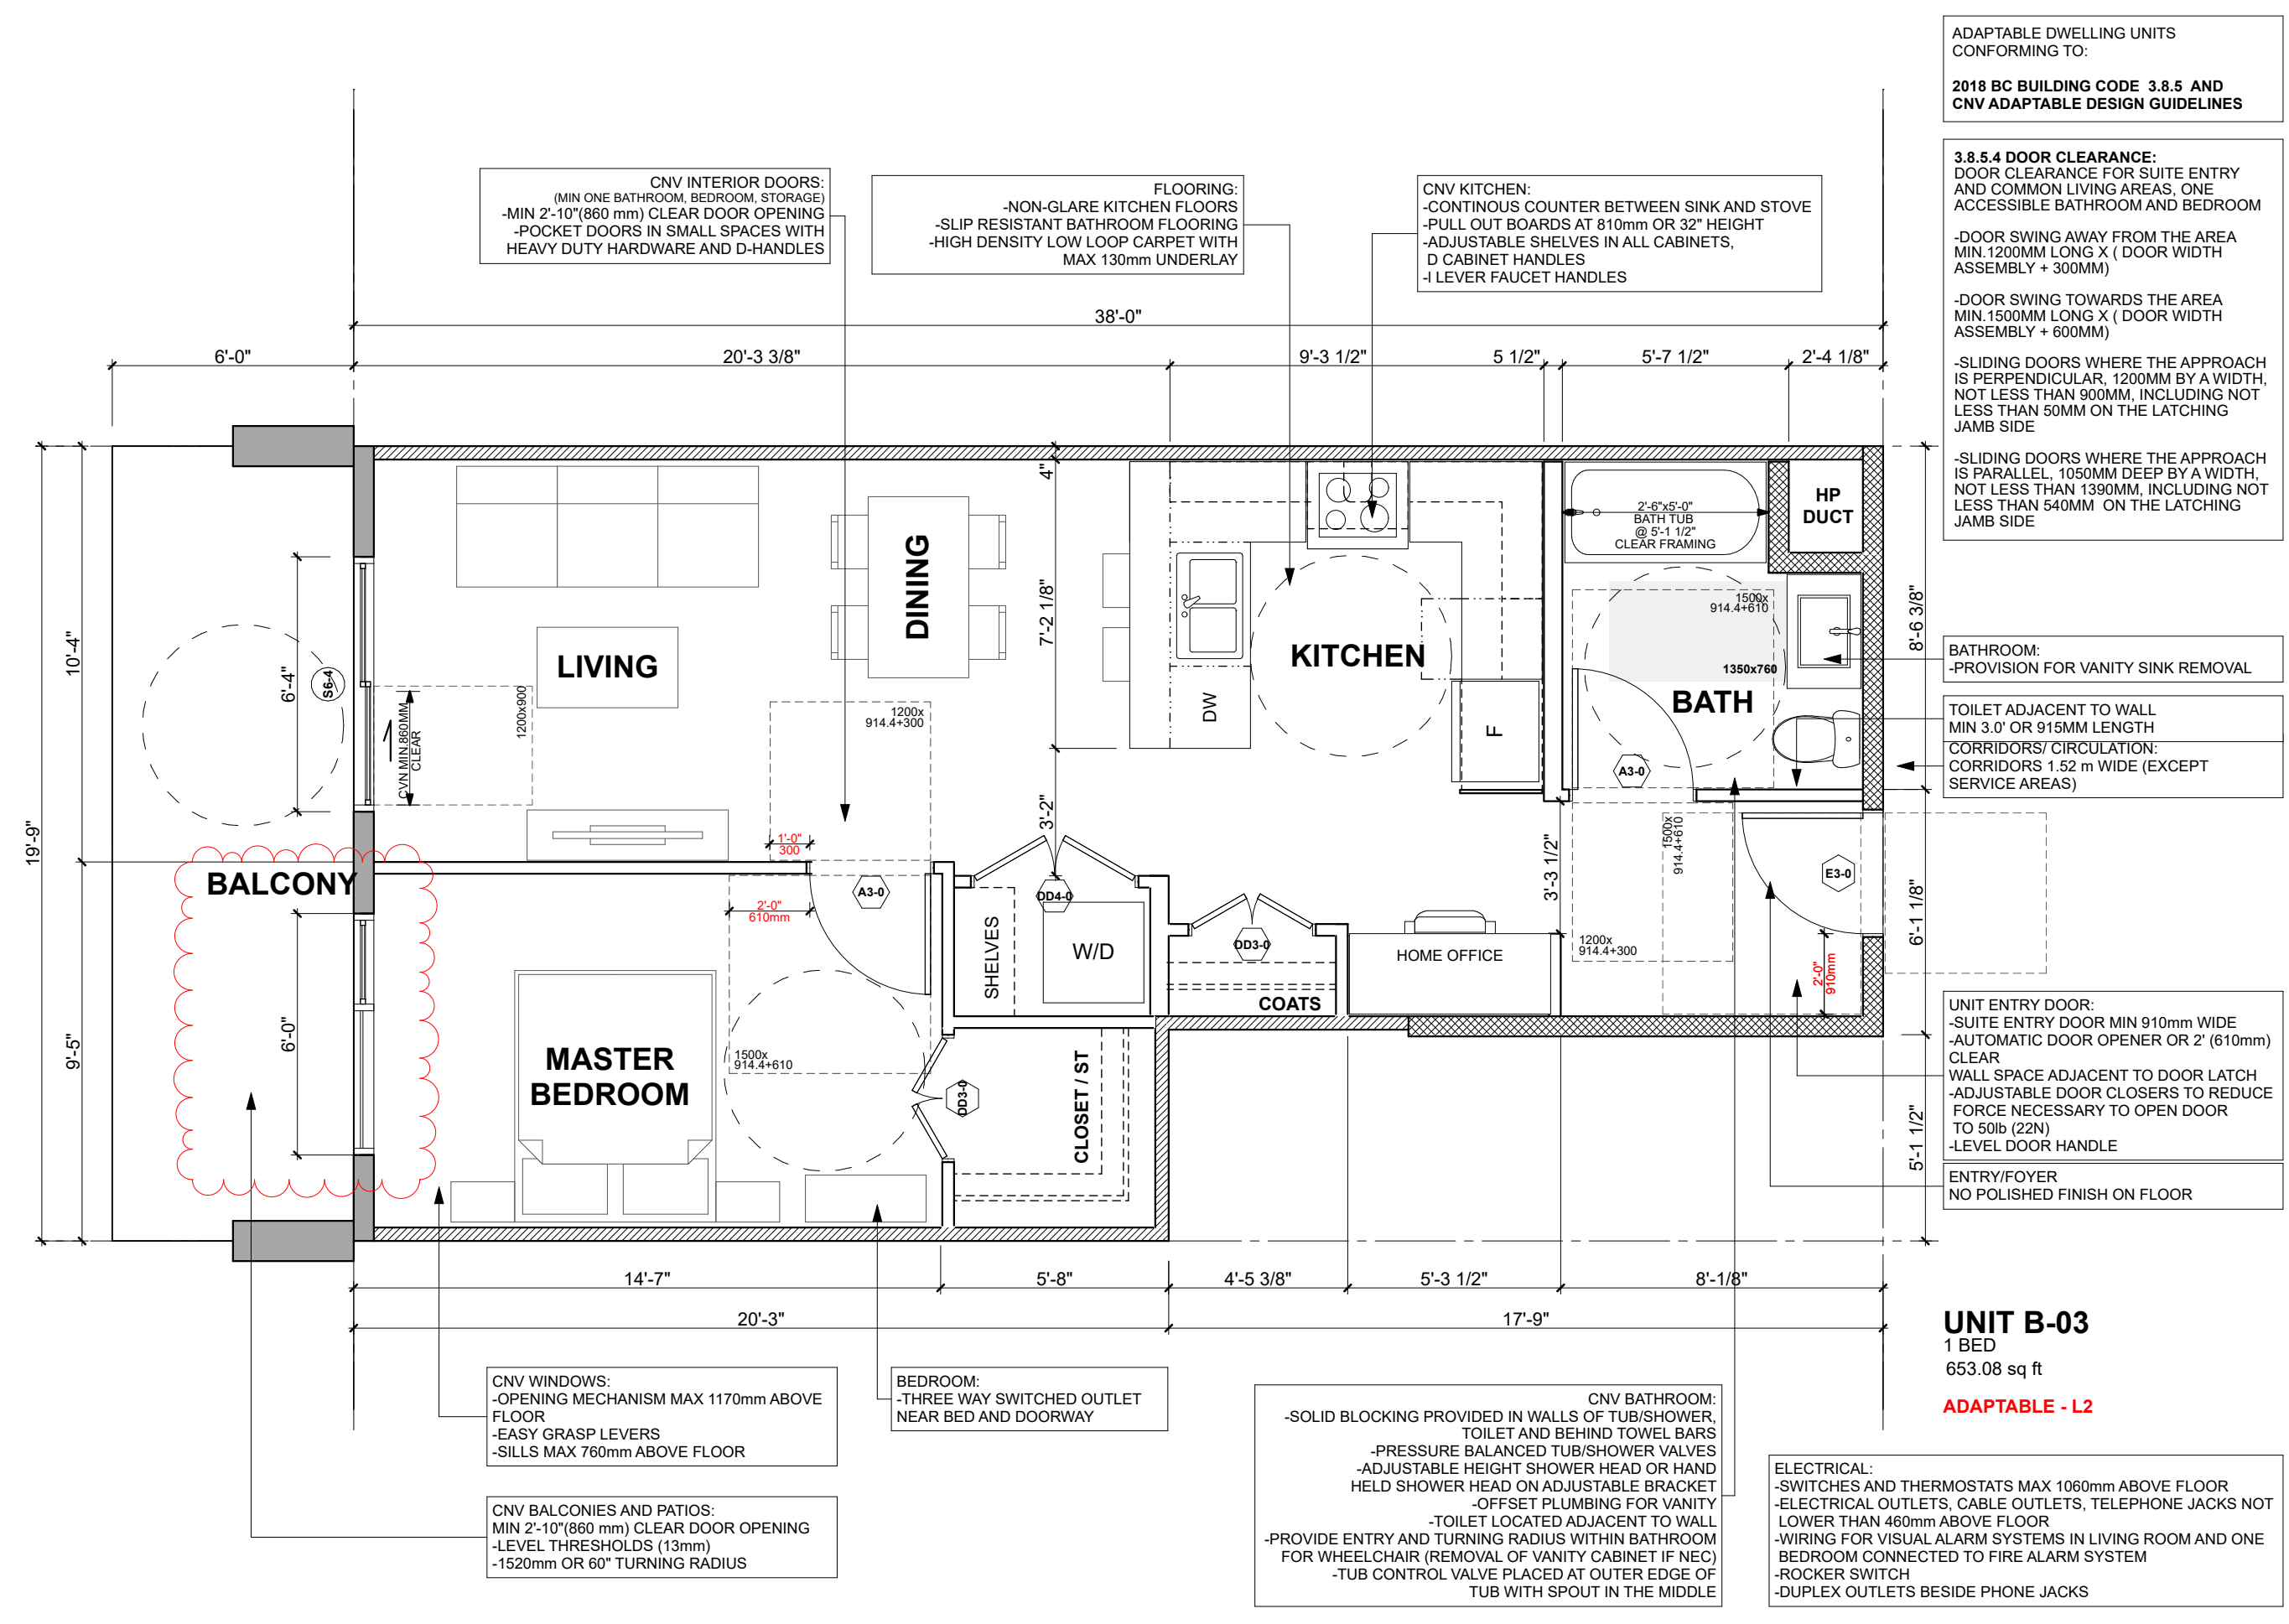 ADAPTABLE DWELLING UNITS
CONFORMING TO:
2018 BC BUILDING CODE 3.8.5 AND
CNV ADAPTABLE DESIGN GUIDELINES
3.8.5.4 DOOR CLEARANCE:
DOOR CLEARANCE FOR SUITE ENTRY
AND COMMON LIVING AREAS, ONE
ACCESSIBLE BATHROOM AND BEDROOM
-DOOR SWING AWAY FROM THE AREA
MIN.1200MM LONG X ( DOOR WIDTH
ASSEMBLY + 300MM)
-DOOR SWING TOWARDS THE AREA
MIN.1500MM LONG X ( DOOR WIDTH
ASSEMBLY + 600MM)
-SLIDING DOORS WHERE THE APPROACH
IS PERPENDICULAR, 1200MM BY A WIDTH,
NOT LESS THAN 900MM, INCLUDING NOT
LESS THAN 50MM ON THE LATCHING
JAMB SIDE
-SLIDING DOORS WHERE THE APPROACH
IS PARALLEL, 1050MM DEEP BY A WIDTH,
NOT LESS THAN 1390MM, INCLUDING NOT
LESS THAN 540MM ON THE LATCHING
JAMB SIDE
CNV INTERIOR DOORS:
(MIN ONE BATHROOM, BEDROOM, STORAGE)
-MIN 2'-10"(860 mm) CLEAR DOOR OPENING
-POCKET DOORS IN SMALL SPACES WITH
HEAVY DUTY HARDWARE AND D-HANDLES
FLOORING:
-NON-GLARE KITCHEN FLOORS
-SLIP RESISTANT BATHROOM FLOORING
-HIGH DENSITY LOW LOOP CARPET WITH
MAX 130mm UNDERLAY
CNV KITCHEN:
-CONTINOUS COUNTER BETWEEN SINK AND STOVE
-PULL OUT BOARDS AT 810mm OR 32" HEIGHT
-ADJUSTABLE SHELVES IN ALL CABINETS,
D CABINET HANDLES
-I LEVER FAUCET HANDLES
38'-0"
6'-0"
20'-3 3/8"
9'-3 1/2"
5 1/2"
5'-7 1/2"
2'-4 1/8"
4"
HP
DUCT
2'-6"x5'-0"
BATH TUB
@ 5'-1 1/2"
CLEAR FRAMING
DINING
7'-2 1/8"
1500x
914.4+610
8'-6 3/8"
10'-4"
6'-4"
S6-4
LIVING
KITCHEN
1350x760
BATH
BATHROOM:
-PROVISION FOR VANITY SINK REMOVAL
CVN MIN.860MM
CLEAR
1200x900
1200x
914.4+300
DW
F
A3-0
TOILET ADJACENT TO WALL
MIN 3.0' OR 915MM LENGTH
CORRIDORS/ CIRCULATION:
CORRIDORS 1.52 m WIDE (EXCEPT
SERVICE AREAS)
19'-9"
3'-2"
1'-0"
300
1500x
914.4+610
3'-3 1/2"
BALCONY
A3-0
DD4-0
E3-0
2'-0"
610mm
6'-1 1/8"
SHELVES
W/D
DD3-0
HOME OFFICE
1200x
914.4+300
2'-0"
910mm
COATS
UNIT ENTRY DOOR:
-SUITE ENTRY DOOR MIN 910mm WIDE
-AUTOMATIC DOOR OPENER OR 2' (610mm)
CLEAR
WALL SPACE ADJACENT TO DOOR LATCH
-ADJUSTABLE DOOR CLOSERS TO REDUCE
FORCE NECESSARY TO OPEN DOOR
TO 50lb (22N)
-LEVEL DOOR HANDLE
9'-5"
6'-0"
MASTER
BEDROOM
1500x
914.4+610
DD3-0
CLOSET / ST
5'-1 1/2"
ENTRY/FOYER
NO POLISHED FINISH ON FLOOR
14'-7"
5'-8"
4'-5 3/8"
5'-3 1/2"
8'-1/8"
20'-3"
17'-9"
UNIT B-03
1 BED
653.08 sq ft
ADAPTABLE - L2
CNV WINDOWS:
-OPENING MECHANISM MAX 1170mm ABOVE
FLOOR
-EASY GRASP LEVERS
-SILLS MAX 760mm ABOVE FLOOR
BEDROOM:
-THREE WAY SWITCHED OUTLET
NEAR BED AND DOORWAY
CNV BALCONIES AND PATIOS:
MIN 2'-10"(860 mm) CLEAR DOOR OPENING
-LEVEL THRESHOLDS (13mm)
-1520mm OR 60" TURNING RADIUS
CNV BATHROOM:
-SOLID BLOCKING PROVIDED IN WALLS OF TUB/SHOWER,
TOILET AND BEHIND TOWEL BARS
-PRESSURE BALANCED TUB/SHOWER VALVES
-ADJUSTABLE HEIGHT SHOWER HEAD OR HAND
HELD SHOWER HEAD ON ADJUSTABLE BRACKET
-OFFSET PLUMBING FOR VANITY
-TOILET LOCATED ADJACENT TO WALL
-PROVIDE ENTRY AND TURNING RADIUS WITHIN BATHROOM
FOR WHEELCHAIR (REMOVAL OF VANITY CABINET IF NEC)
-TUB CONTROL VALVE PLACED AT OUTER EDGE OF
TUB WITH SPOUT IN THE MIDDLE
ELECTRICAL:
-SWITCHES AND THERMOSTATS MAX 1060mm ABOVE FLOOR
-ELECTRICAL OUTLETS, CABLE OUTLETS, TELEPHONE JACKS NOT
LOWER THAN 460mm ABOVE FLOOR
-WIRING FOR VISUAL ALARM SYSTEMS IN LIVING ROOM AND ONE
BEDROOM CONNECTED TO FIRE ALARM SYSTEM
-ROCKER SWITCH
-DUPLEX OUTLETS BESIDE PHONE JACKS